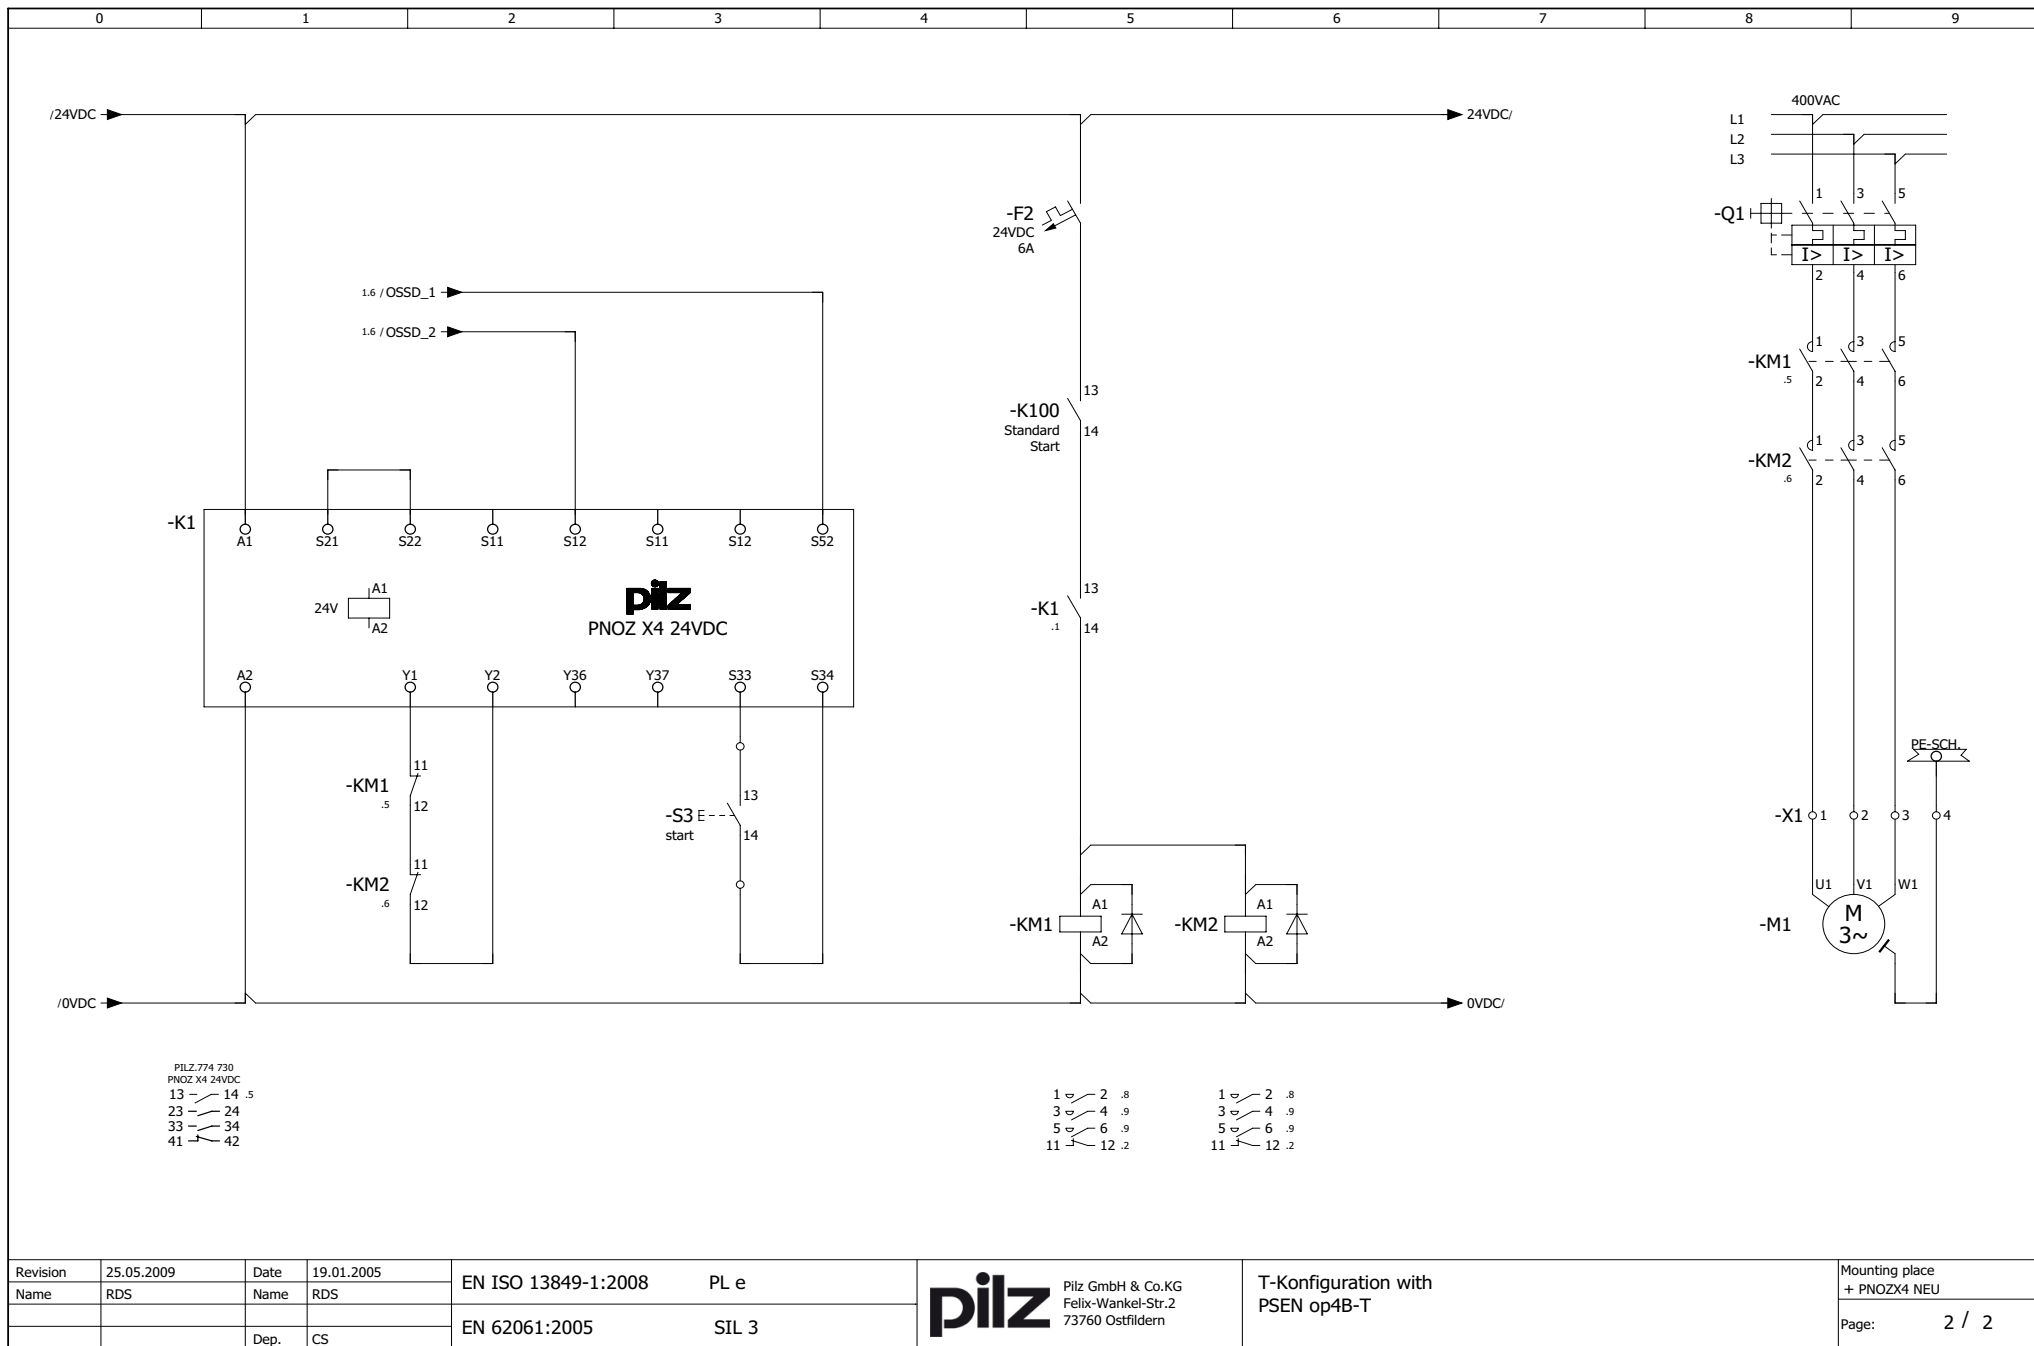 0 1 2 3 4 5 6 7 8 9
/24VDC
24VDC/
400VAC
L1
L2
L3
1 3 5
-Q1
I> I> I>
2 4 6
-F2
24VDC
6A
1.6 / OSSD_1
1.6 / OSSD_2
-KM1
.5
1 3 5
2 4 6
-K100
Standard
Start
13
14
-KM2
.6
1 3 5
2 4 6
-K1
A1 S21 S22 S11 S12 S11 S12 S52
24V
A1
A2
pilz
PNOZ X4 24VDC
A2 Y1 Y2 Y36 Y37 S33 S34
-K1
.1
13
14
-KM1
.5
11
12
-KM2
.6
11
12
-S3 E
start
13
14
PE-SCH.
-X1 1 2 3 4
U1 V1 W1
-M1
M
3~
-KM1
A1
A2
-KM2
A1
A2
/0VDC
0VDC/
PILZ.774 730
PNOZ X4 24VDC
13 14 .5
23 24
33 34
41 42
1 2 .8
3 4 .9
5 6 .9
11 12 .2
1 2 .8
3 4 .9
5 6 .9
11 12 .2
Revision 25.05.2009 Date 19.01.2005
Name RDS Name RDS
Dep. CS
EN ISO 13849-1:2008 PL e
EN 62061:2005 SIL 3
pilz
Pilz GmbH & Co.KG
Felix-Wankel-Str.2
73760 Ostfildern
T-Konfiguration with
PSEN op4B-T
Mounting place
+ PNOZX4 NEU
Page: 2 / 2